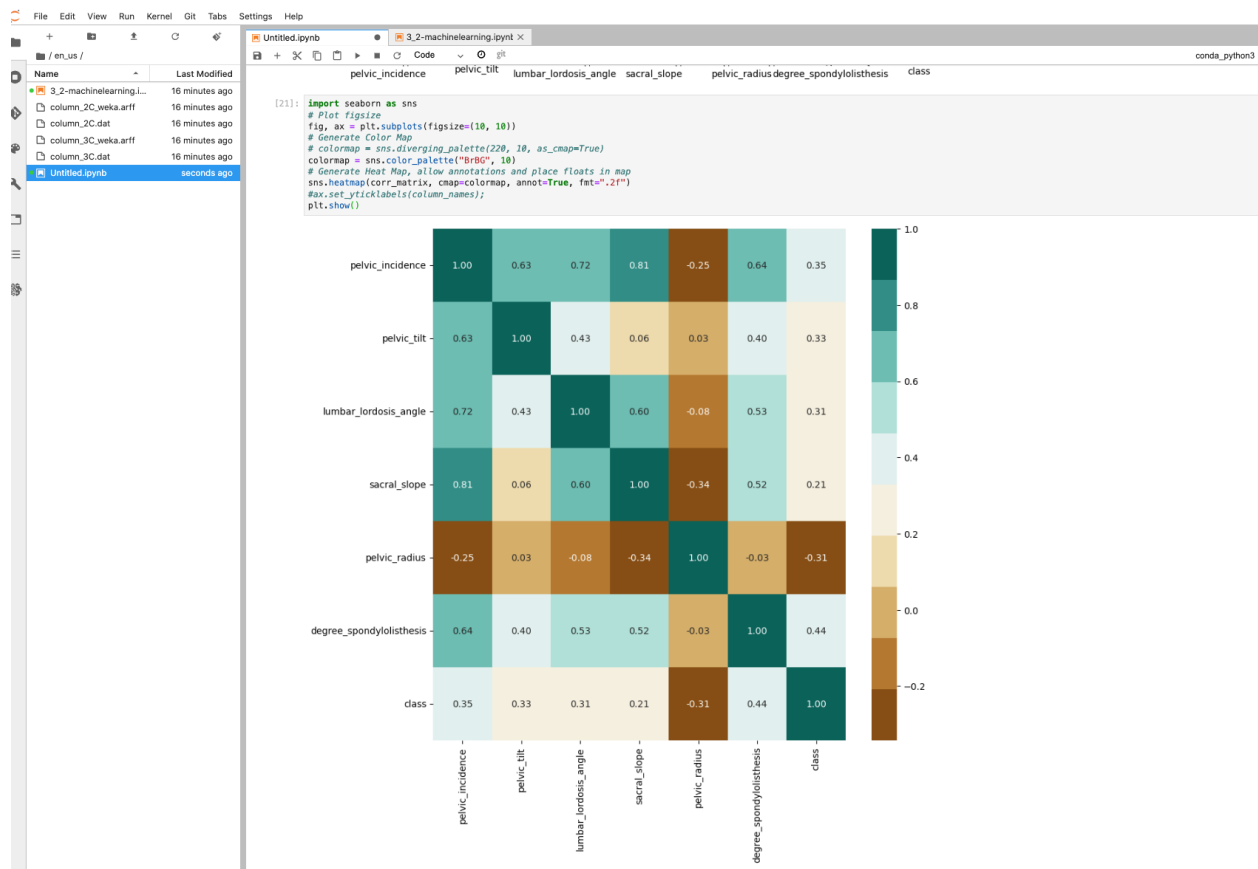 File Edit View Run Kernel Git Tabs Settings Help
Untitled.ipynb
3_2-machinelearning.ipynb
/ en_us /
Code
git
conda_python3
Name Last Modified
3_2-machinelearning.i... 16 minutes ago
column_2C_weka.arff 16 minutes ago
column_2C.dat 16 minutes ago
column_3C_weka.arff 16 minutes ago
column_3C.dat 16 minutes ago
Untitled.ipynb seconds ago
pelvic_incidence pelvic_tilt lumbar_lordosis_angle sacral_slope pelvic_radius degree_spondylolisthesis class
[21]: import seaborn as sns
# Plot figsize
fig, ax = plt.subplots(figsize=(10, 10))
# Generate Color Map
# colormap = sns.diverging_palette(220, 10, as_cmap=True)
colormap = sns.color_palette("BrBG", 10)
# Generate Heat Map, allow annotations and place floats in map
sns.heatmap(corr_matrix, cmap=colormap, annot=True, fmt=".2f")
#ax.set_yticklabels(column_names);
plt.show()
pelvic_incidence 1.00 0.63 0.72 0.81 -0.25 0.64 0.35
pelvic_tilt 0.63 1.00 0.43 0.06 0.03 0.40 0.33
lumbar_lordosis_angle 0.72 0.43 1.00 0.60 -0.08 0.53 0.31
sacral_slope 0.81 0.06 0.60 1.00 -0.34 0.52 0.21
pelvic_radius -0.25 0.03 -0.08 -0.34 1.00 -0.03 -0.31
degree_spondylolisthesis 0.64 0.40 0.53 0.52 -0.03 1.00 0.44
class 0.35 0.33 0.31 0.21 -0.31 0.44 1.00
pelvic_incidence
pelvic_tilt
lumbar_lordosis_angle
sacral_slope
pelvic_radius
degree_spondylolisthesis
class
1.0
0.8
0.6
0.4
0.2
0.0
−0.2